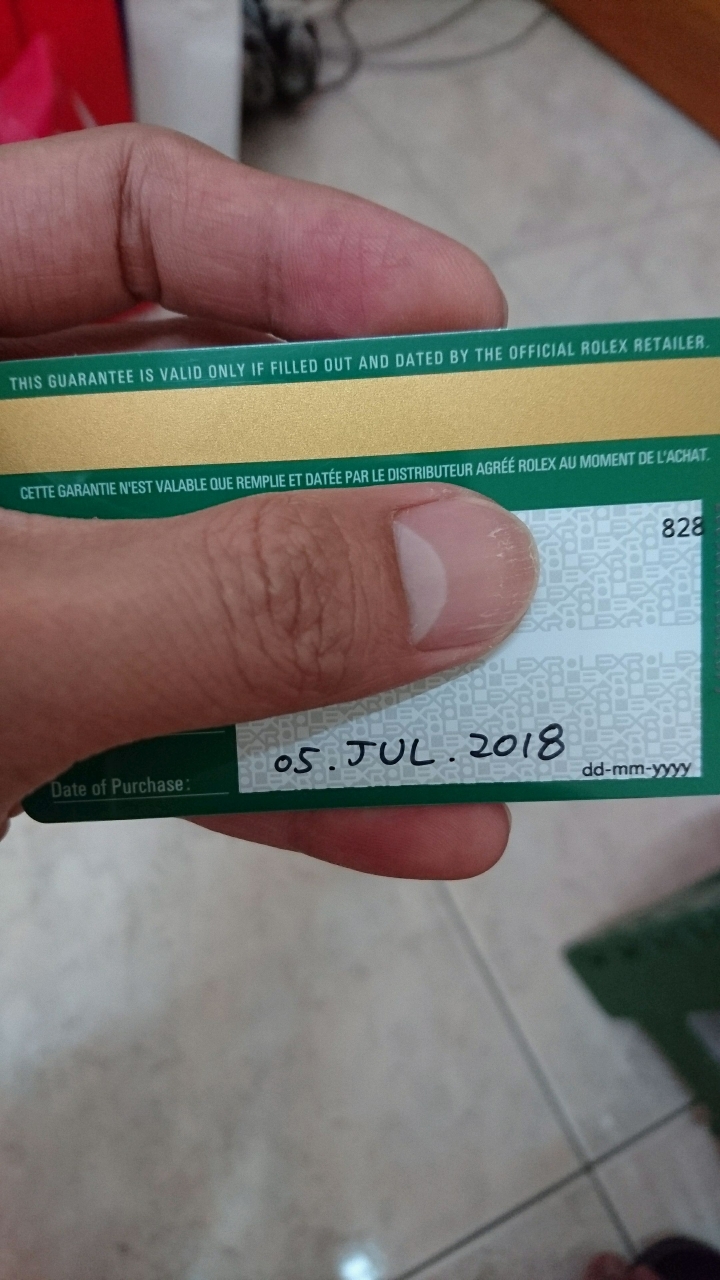 THIS GUARANTEE IS VALID ONLY IF FILLED OUT AND DATED BY THE OFFICIAL ROLEX RETAILER.
CETTE GARANTIE N'EST VALABLE QUE REMPLIE ET DATÉE PAR LE DISTRIBUTEUR AGRÉÉ ROLEX AU MOMENT DE L'ACHAT.
828
Date of Purchase: 05.JUL.2018
dd-mm-yyyy